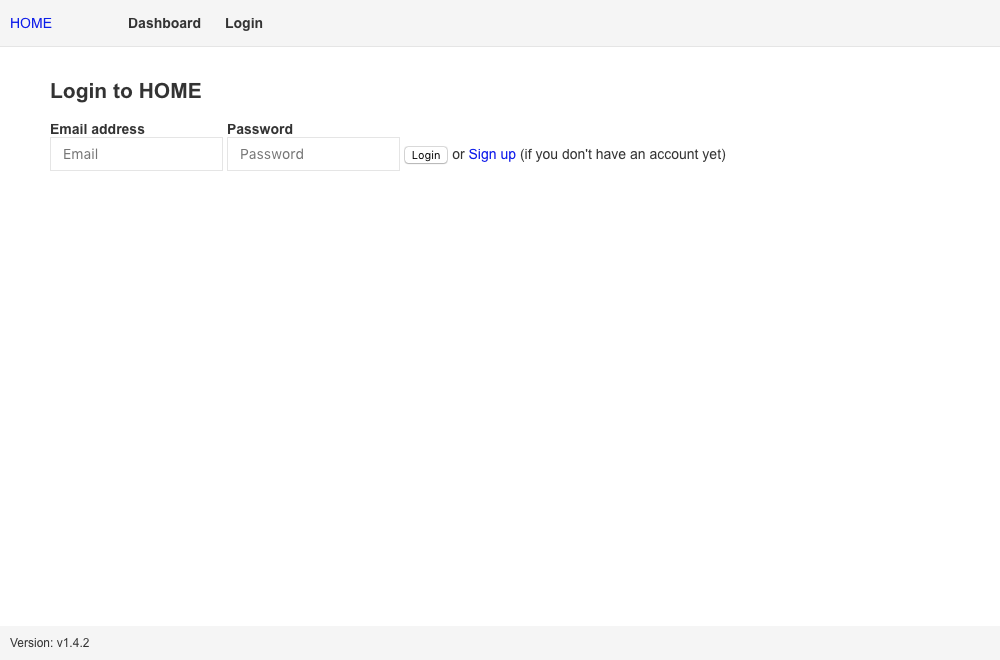 HOME Dashboard Login
Login to HOME
Email address Password
Email Password Login or Sign up (if you don't have an account yet)
Version: v1.4.2